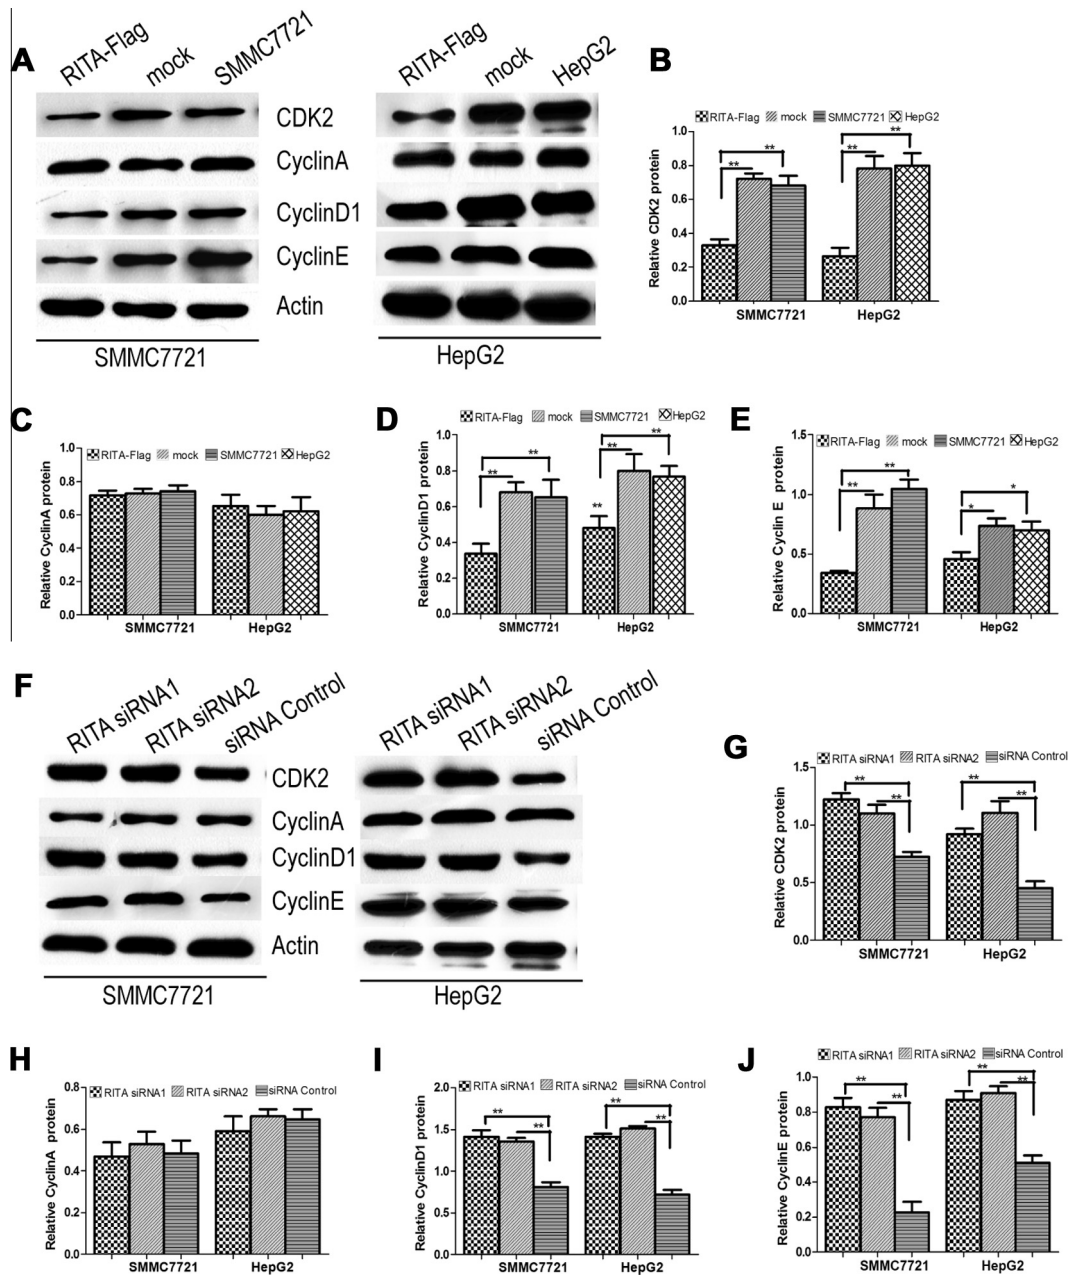 A
RITA-Flag mock SMMC7721
RITA-Flag mock HepG2
CDK2
CyclinA
CyclinD1
CyclinE
Actin
SMMC7721 HepG2
B
RITA-Flag mock SMMC7721 HepG2
Relative CDK2 protein
1.0
0.8
0.6
0.4
0.2
0.0
** ** ** **
SMMC7721 HepG2
C
RITA-Flag mock SMMC7721 HepG2
Relative CyclinA protein
1.0
0.8
0.6
0.4
0.2
0.0
SMMC7721 HepG2
D
RITA-Flag mock SMMC7721 HepG2
Relative CyclinD1 protein
1.0
0.8
0.6
0.4
0.2
0.0
** ** ** ** **
SMMC7721 HepG2
E
RITA-Flag mock SMMC7721 HepG2
Relative Cyclin E protein
1.5
1.0
0.5
0.0
** ** * *
SMMC7721 HepG2
F
RITA siRNA1 RITA siRNA2 siRNA Control
RITA siRNA1 RITA siRNA2 siRNA Control
CDK2
CyclinA
CyclinD1
CyclinE
Actin
SMMC7721 HepG2
G
RITA siRNA1 RITA siRNA2 siRNA Control
Relative CDK2 protein
1.5
1.0
0.5
0.0
** ** ** **
SMMC7721 HepG2
H
RITA siRNA1 RITA siRNA2 siRNA Control
Relative CyclinA protein
0.8
0.6
0.4
0.2
0.0
SMMC7721 HepG2
I
RITA siRNA1 RITA siRNA2 siRNA Control
Relative CyclinD1 protein
2.0
1.5
1.0
0.5
0.0
** ** ** **
SMMC7721 HepG2
J
RITA siRNA1 RITA siRNA2 siRNA Control
Relative CyclinE protein
1.0
0.8
0.6
0.4
0.2
0.0
** ** ** **
SMMC7721 HepG2